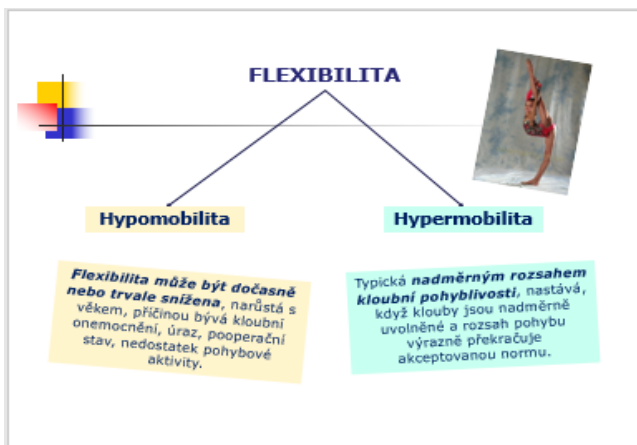 FLEXIBILITA
Hypomobilita
Hypermobilita
Flexibilita může být dočasně
nebo trvale snížena, narůstá s
věkem, příčinou bývá kloubní
onemocnění, úraz, pooperační
stav, nedostatek pohybové
aktivity.
Typická nadměrným rozsahem
kloubní pohyblivosti, nastává,
když klouby jsou nadměrně
uvolněné a rozsah pohybu
výrazně překračuje
akceptovanou normu.